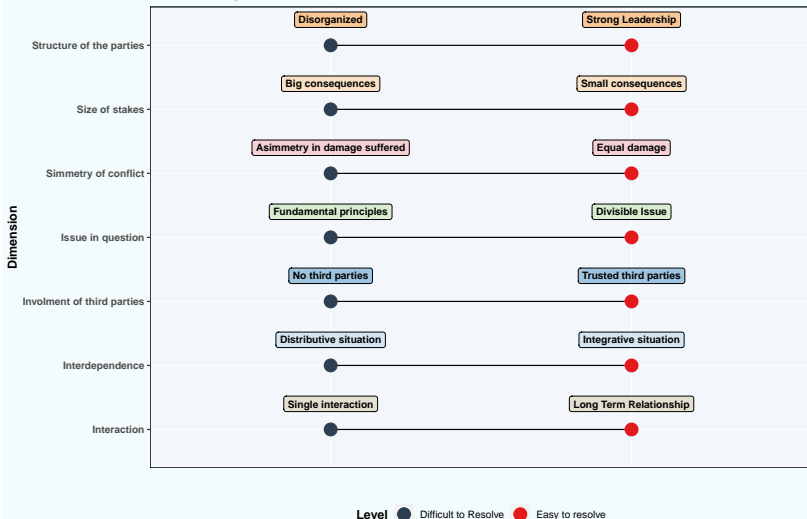 Disorganized Strong Leadership
Structure of the parties
Big consequences Small consequences
Size of stakes
Asimmetry in damage suffered Equal damage
Simmetry of conflict
Fundamental principles Divisible Issue
Issue in question
No third parties Trusted third parties
Involment of third parties
Distributive situation Integrative situation
Interdependence
Single interaction Long Term Relationship
Interaction
Dimension
Level Difficult to Resolve Easy to resolve